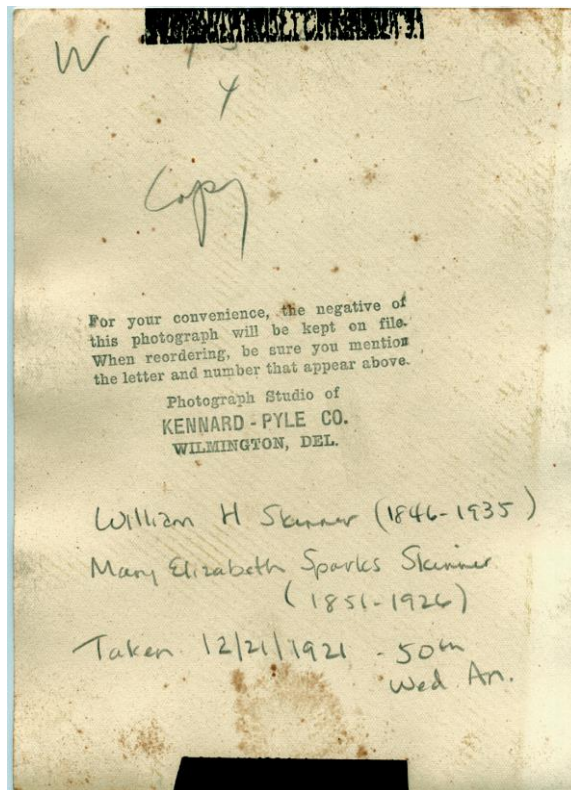 W
4
Copy
For your convenience, the negative of
this photograph will be kept on file.
When reordering, be sure you mention
the letter and number that appear above.
Photograph Studio of
KENNARD - PYLE CO.
WILMINGTON, DEL.
William H Skinner (1846-1935)
Mary Elizabeth Sparks Skinner
(1851-1926)
Taken 12/21/1921 - 50th
Wed An.